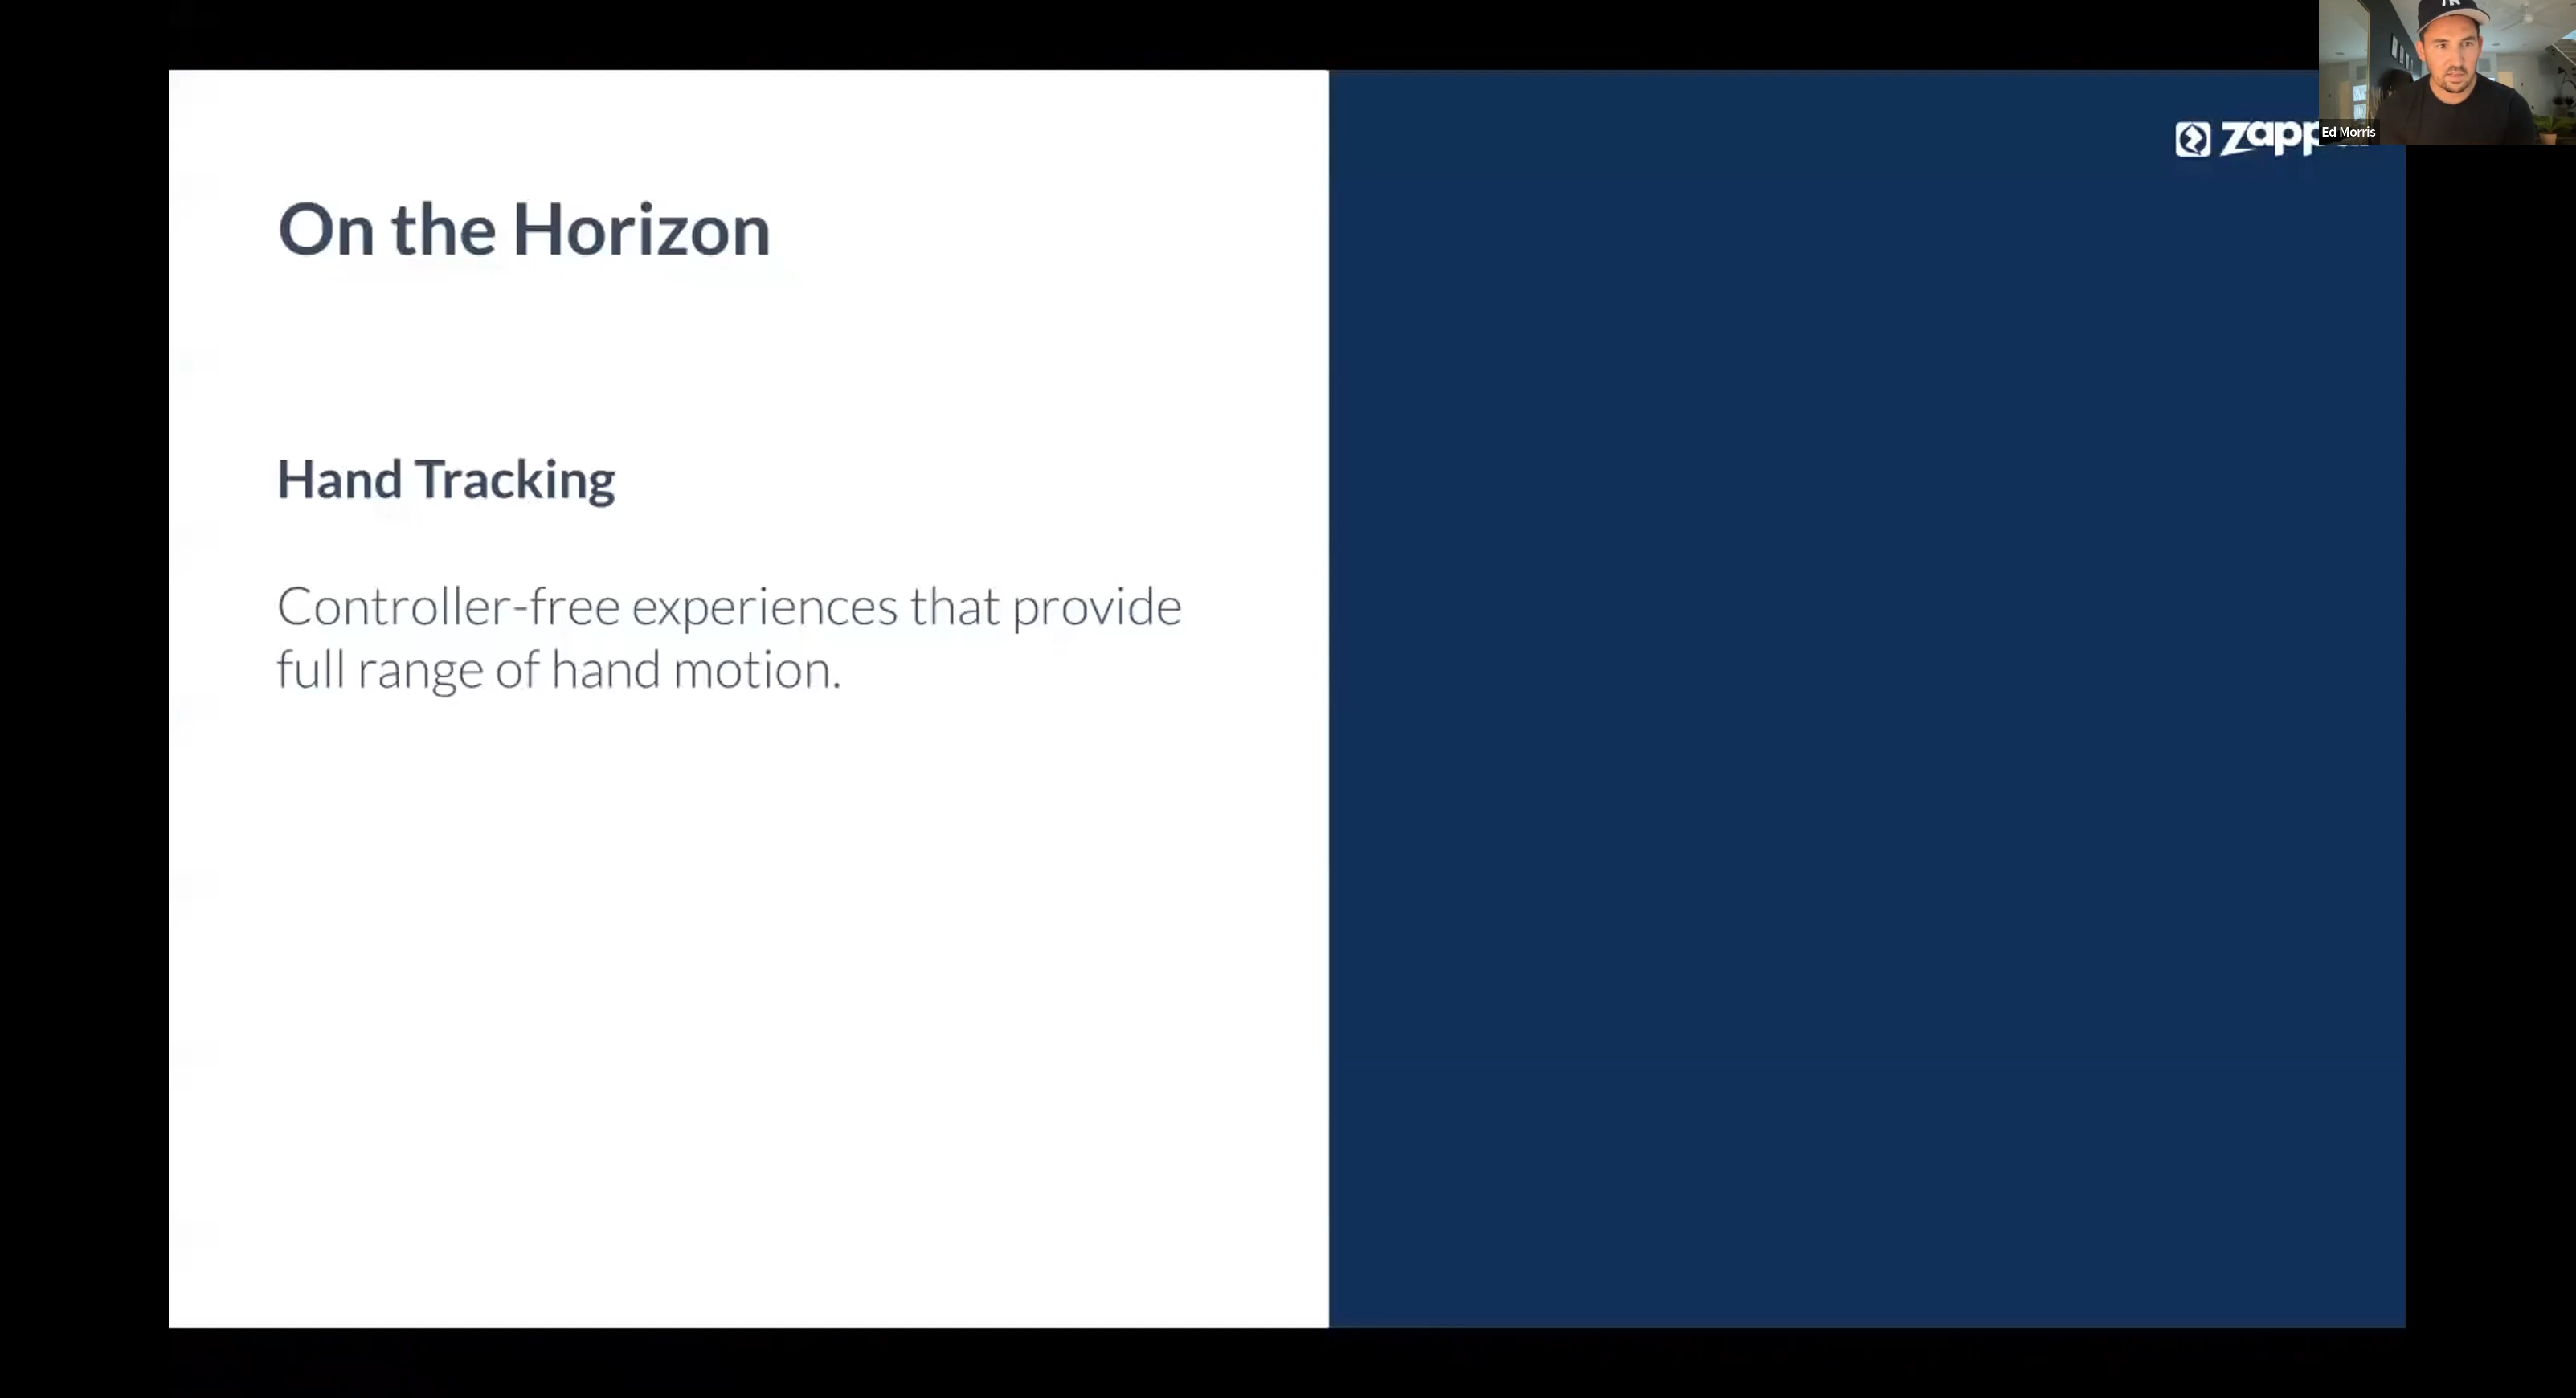 On the Horizon
Hand Tracking
Controller-free experiences that provide
full range of hand motion.
Ed Morris